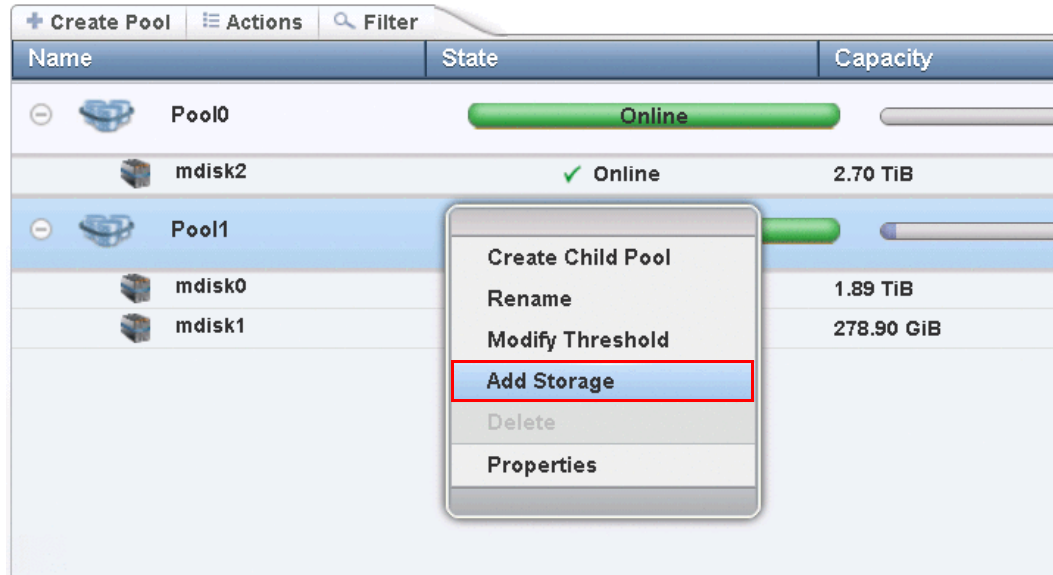 Create Pool Actions Filter
Name State Capacity
Pool0 Online
mdisk2 Online 2.70 TiB
Pool1
Create Child Pool
mdisk0 1.89 TiB
Rename
mdisk1 278.90 GiB
Modify Threshold
Add Storage
Delete
Properties